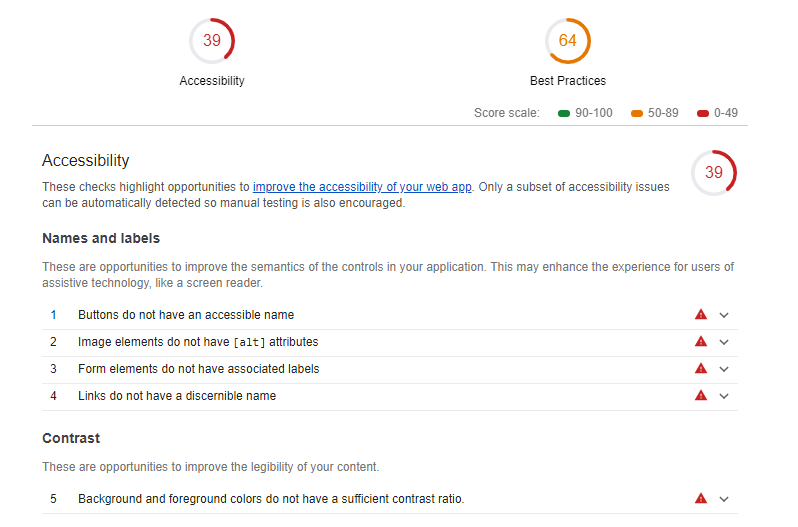 39
64
Accessibility
Best Practices
Score scale: 90-100 50-89 0-49
Accessibility
39
These checks highlight opportunities to improve the accessibility of your web app. Only a subset of accessibility issues
can be automatically detected so manual testing is also encouraged.
Names and labels
These are opportunities to improve the semantics of the controls in your application. This may enhance the experience for users of
assistive technology, like a screen reader.
1 Buttons do not have an accessible name
2 Image elements do not have [alt] attributes
3 Form elements do not have associated labels
4 Links do not have a discernible name
Contrast
These are opportunities to improve the legibility of your content.
5 Background and foreground colors do not have a sufficient contrast ratio.